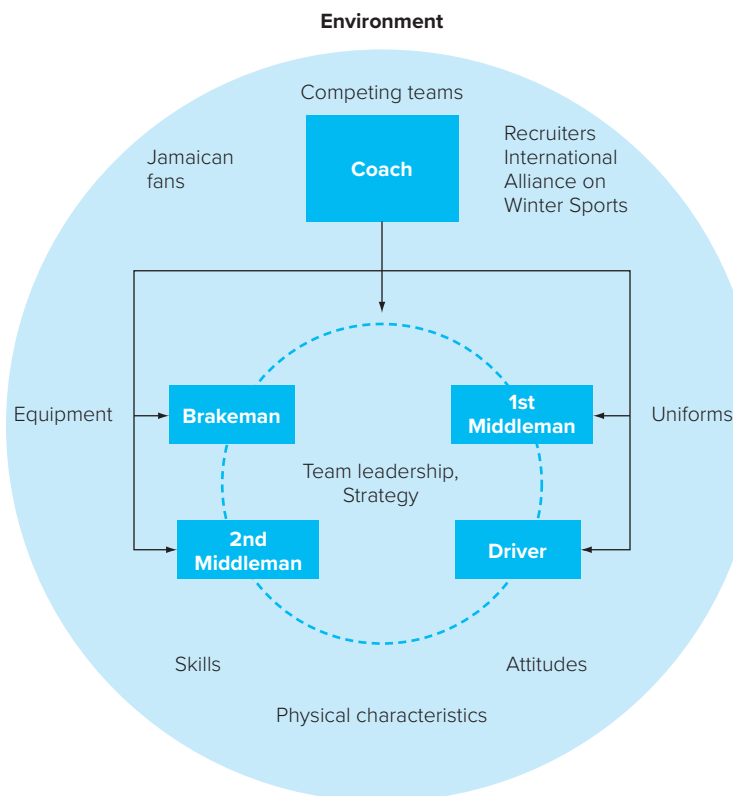 Environment
Competing teams
Jamaican
fans
Coach
Recruiters
International
Alliance on
Winter Sports
Equipment
Brakeman
1st
Middleman
Uniforms
Team leadership,
Strategy
2nd
Middleman
Driver
Skills
Attitudes
Physical characteristics